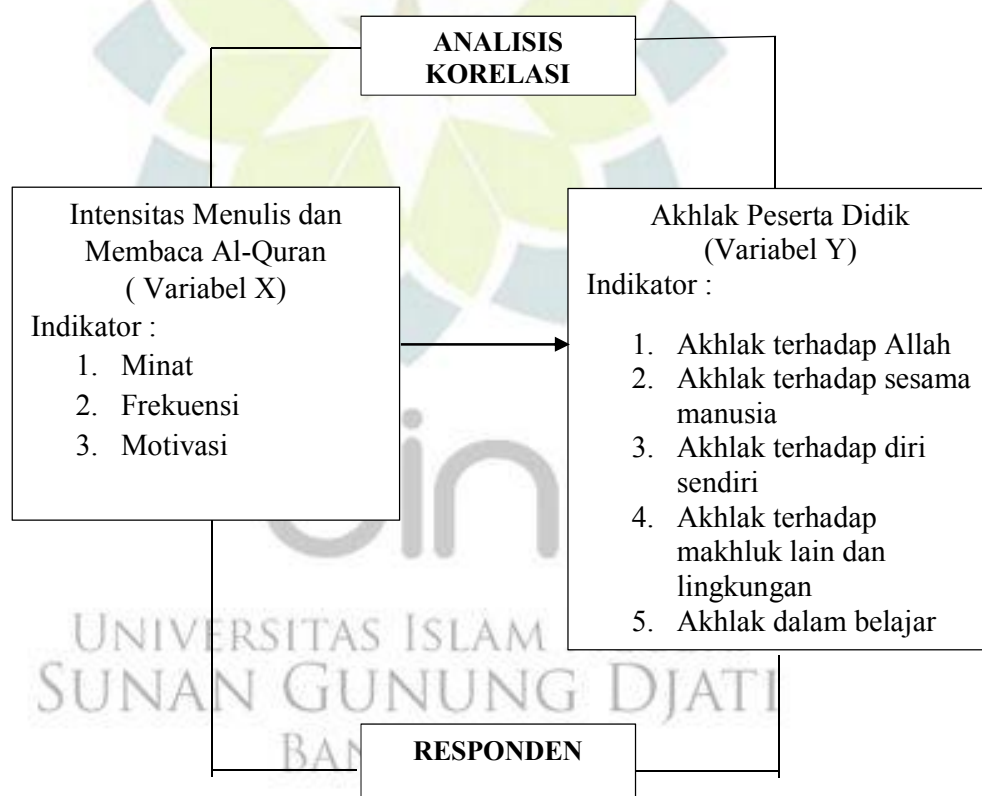 ANALISIS
KORELASI
Intensitas Menulis dan
Membaca Al-Quran
( Variabel X)
Indikator :
1. Minat
2. Frekuensi
3. Motivasi
Akhlak Peserta Didik
(Variabel Y)
Indikator :
1. Akhlak terhadap Allah
2. Akhlak terhadap sesama
manusia
3. Akhlak terhadap diri
sendiri
4. Akhlak terhadap
makhluk lain dan
lingkungan
5. Akhlak dalam belajar
uin
UNIVERSITAS ISLAM
SUNAN GUNUNG DJATI
RESPONDEN